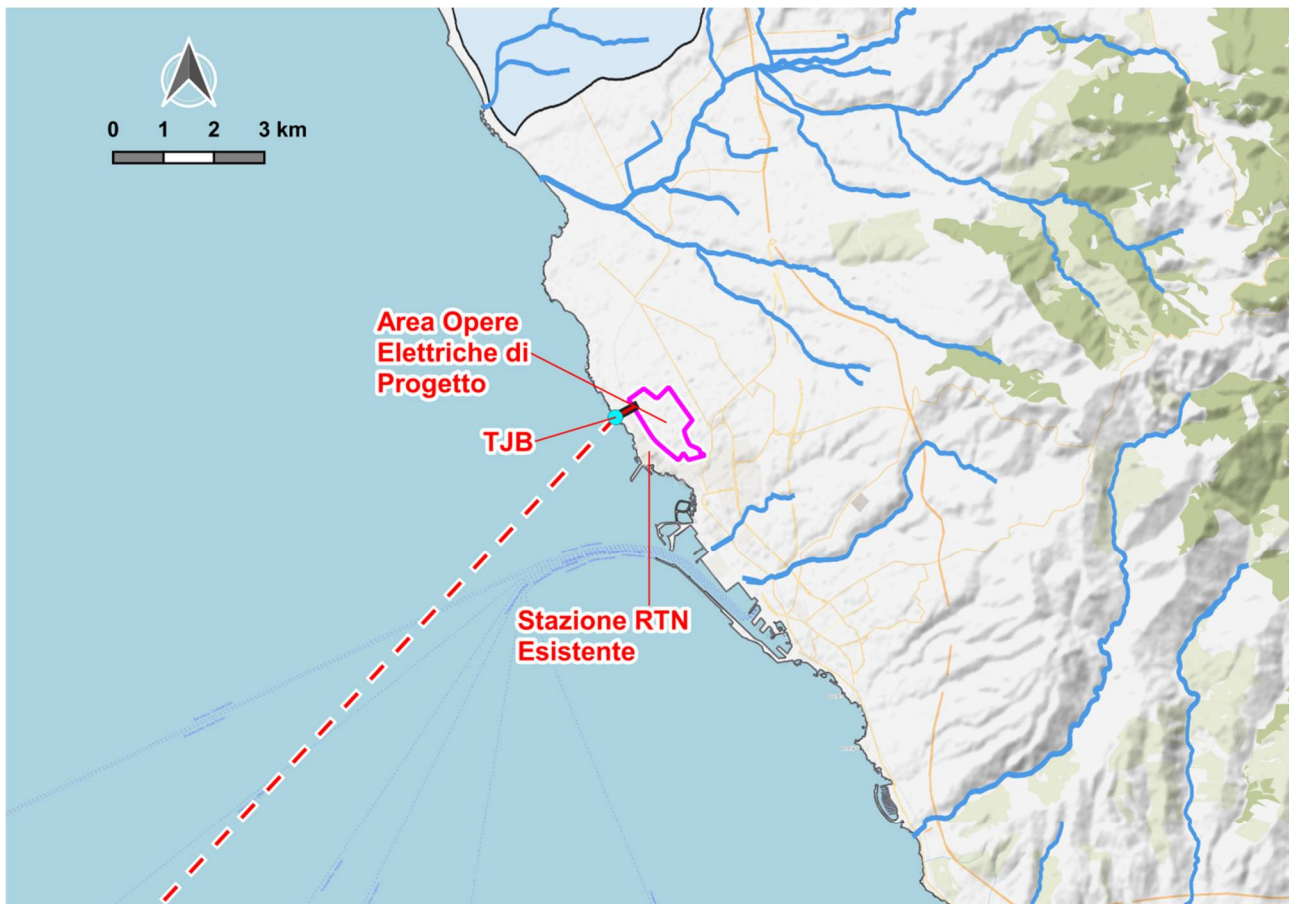 0 1 2 3 km
Area Opere
Elettriche di
Progetto
TJB
Stazione RTN
Esistente